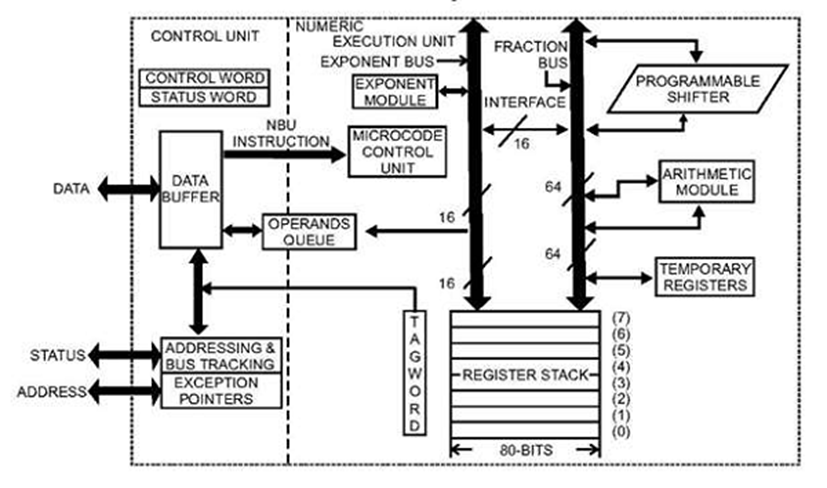 CONTROL UNIT
CONTROL WORD
STATUS WORD
NUMERIC
EXECUTION UNIT
EXPONENT BUS
EXPONENT
MODULE
FRACTION
BUS
INTERFACE
16
PROGRAMMABLE
SHIFTER
NBU
INSTRUCTION
MICROCODE
CONTROL
UNIT
DATA
DATA
BUFFER
OPERANDS
QUEUE
16
16
64
64
ARITHMETIC
MODULE
TEMPORARY
REGISTERS
STATUS
ADDRESS
ADDRESSING &
BUS TRACKING
EXCEPTION
POINTERS
TAGWORD
REGISTER STACK
(7)
(6)
(5)
(4)
(3)
(2)
(1)
(0)
80-BITS